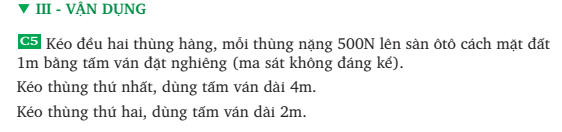 ▼ III - VẬN DỤNG
C5 Kéo đều hai thùng hàng, mỗi thùng nặng 500N lên sàn ôtô cách mặt đất
1m bằng tấm ván đặt nghiêng (ma sát không đáng kể).
Kéo thùng thứ nhất, dùng tấm ván dài 4m.
Kéo thùng thứ hai, dùng tấm ván dài 2m.